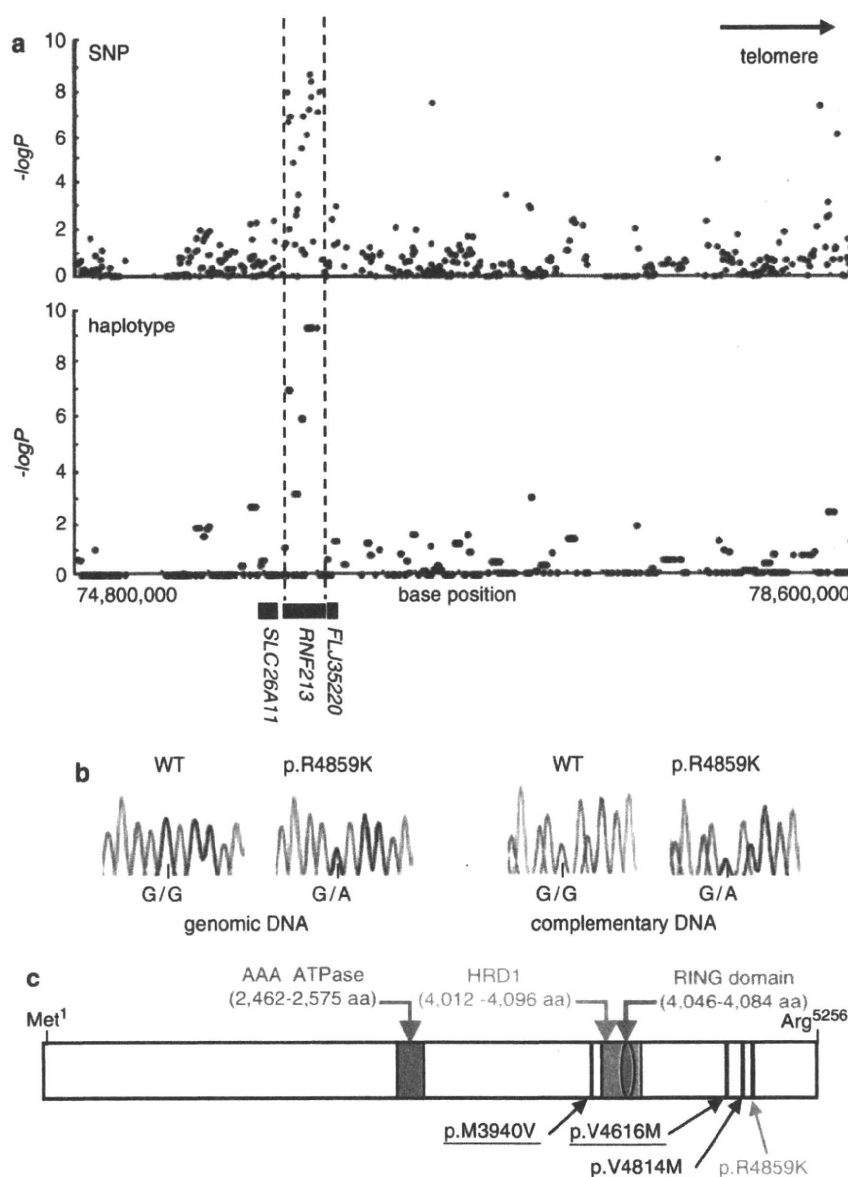 a
SNP
telomere
10
8
6
4
2
0
-logP
haplotype
10
8
6
4
2
0
-logP
74,800,000 base position 78,600,000
SLC26A11
RNF213
FLJ35220
b
WT p.R4859K WT p.R4859K
G/G G/A G/G G/A
genomic DNA complementary DNA
c
AAA ATPase HRD1 RING domain
(2,462-2,575 aa) (4,012 -4,096 aa) (4,046-4,084 aa)
Met1 Arg5256
p.M3940V p.V4616M
p.V4814M p.R4859K